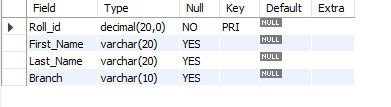 Field Type Null Key Default Extra
Roll_id decimal(20,0) NO PRI NULL
First_Name varchar(20) YES NULL
Last_Name varchar(20) YES NULL
Branch varchar(10) YES NULL